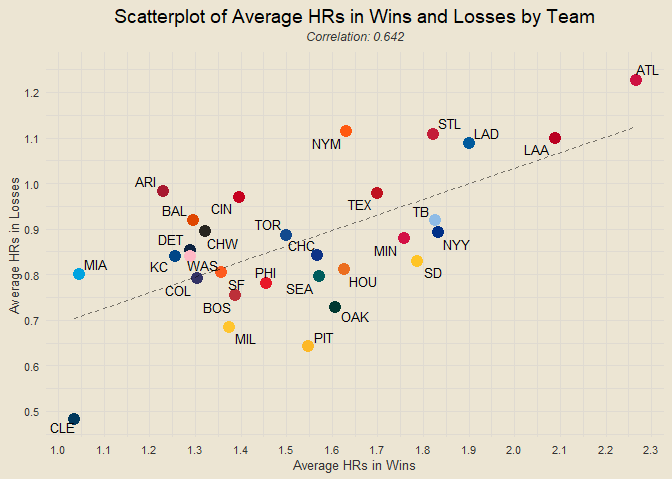 Scatterplot of Average HRs in Wins and Losses by Team
Correlation: 0.642
Average HRs in Losses
1.2
1.1
1.0
0.9
0.8
0.7
0.6
0.5
ATL
STL
LAD
NYM
LAA
ARI
CIN
TEX
BAL
TB
TOR
DET
CHW
CHC
MIN
NYY
MIA
KC
WAS
PHI
SD
HOU
SF
COL
SEA
BOS
OAK
MIL
PIT
CLE
1.0 1.1 1.2 1.3 1.4 1.5 1.6 1.7 1.8 1.9 2.0 2.1 2.2 2.3
Average HRs in Wins